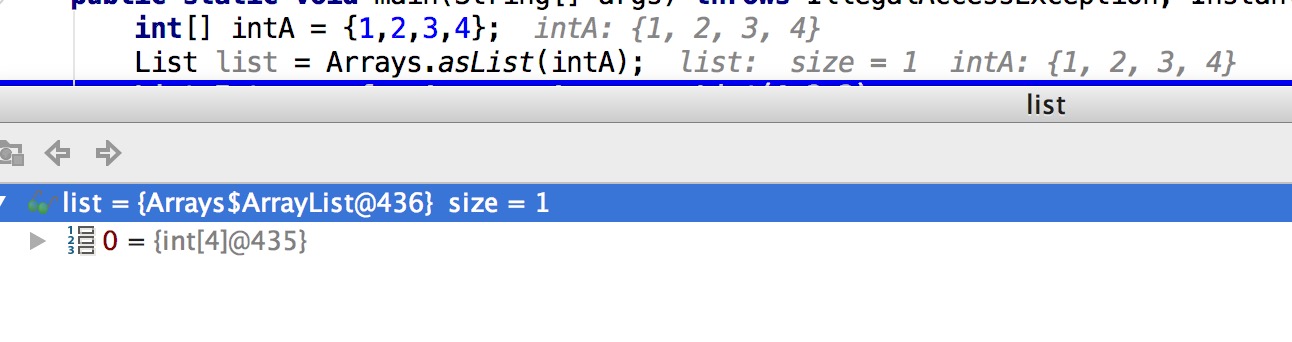 public static void main(String[] args) throws IllegalAccessException,
int[] intA = {1,2,3,4};  intA: {1, 2, 3, 4}
List list = Arrays.asList(intA);  list:  size = 1  intA: {1, 2, 3, 4}
list
list = {Arrays$ArrayList@436}  size = 1
0 = {int[4]@435}